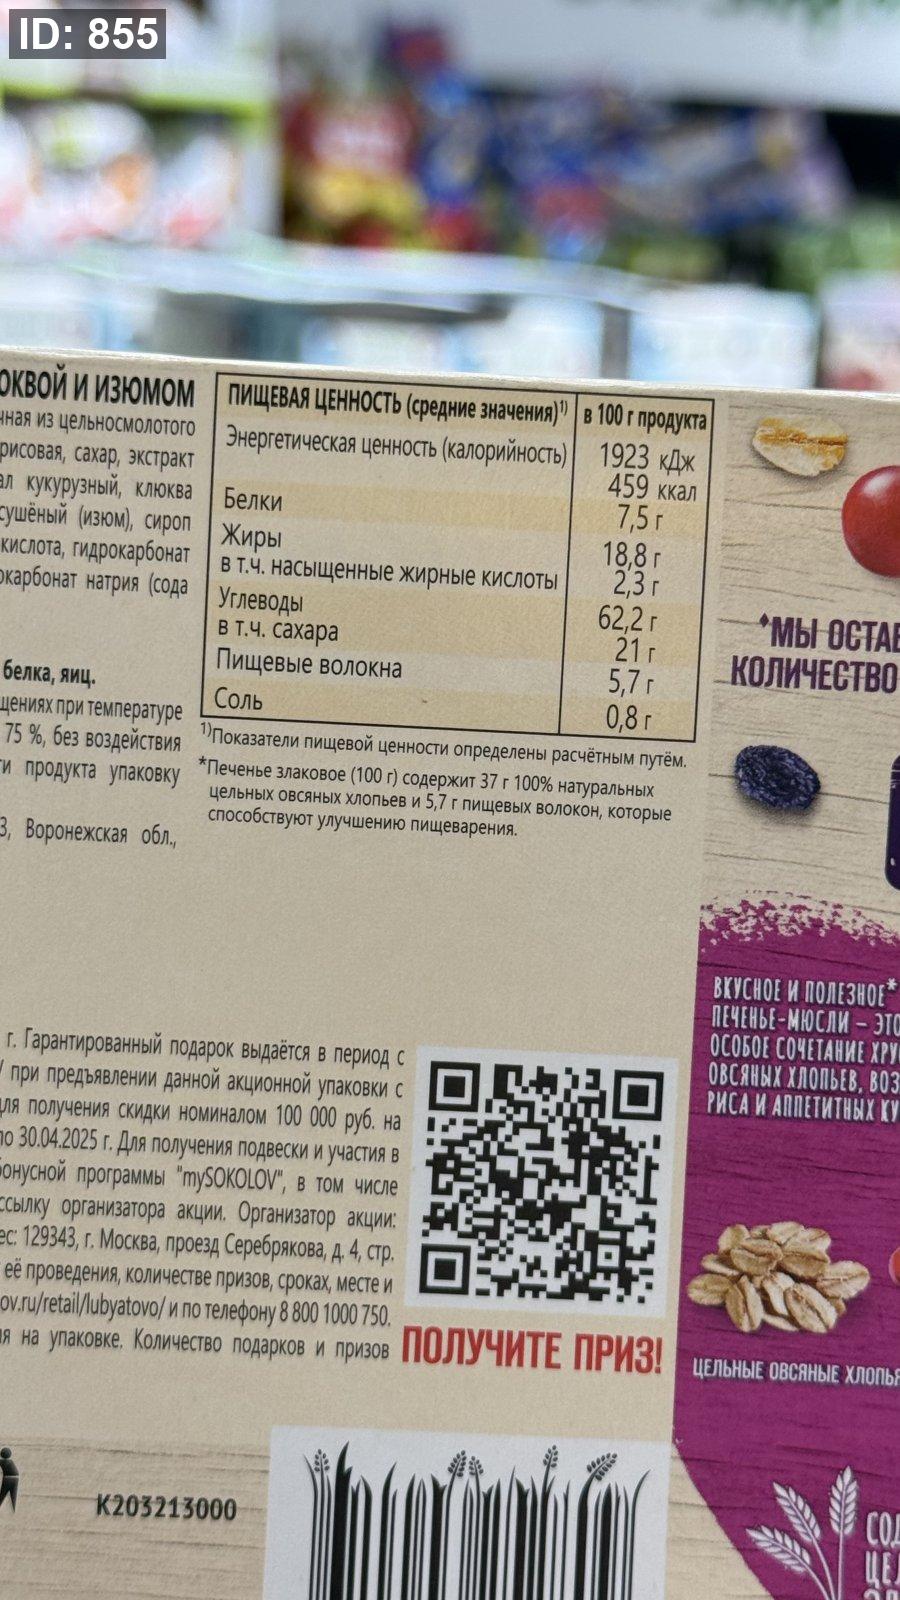 ID: 855
ОКВОЙ И ИЗЮМОМ
чная из цельносмолотого
рисовая, сахар, экстракт
ал кукурузный, клюква
сушёный (изюм), сироп
кислота, гидрокарбонат
окарбонат натрия (сода
белка, яиц.
щениях при температуре
75 %, без воздействия
ти продукта упаковку
3, Воронежская обл.,
ПИЩЕВАЯ ЦЕННОСТЬ (средние значения)¹⁾ в 100 г продукта
Энергетическая ценность (калорийность) 1923 кДж
459 ккал
Белки 7,5 г
Жиры 18,8 г
в т.ч. насыщенные жирные кислоты 2,3 г
Углеводы 62,2 г
в т.ч. сахара 21 г
Пищевые волокна 5,7 г
Соль 0,8 г
¹⁾Показатели пищевой ценности определены расчётным путём.
*Печенье злаковое (100 г) содержит 37 г 100% натуральных
цельных овсяных хлопьев и 5,7 г пищевых волокон, которые
способствуют улучшению пищеварения.
МЫ ОСТАВ
КОЛИЧЕСТВО
ВКУСНОЕ И ПОЛЕЗНОЕ*
ПЕЧЕНЬЕ-МЮСЛИ – ЭТО
ОСОБОЕ СОЧЕТАНИЕ ХРУ
ОВСЯНЫХ ХЛОПЬЕВ, ВОЗ
РИСА И АППЕТИТНЫХ КУ
ЦЕЛЬНЫЕ ОВСЯНЫЕ ХЛОПЬЯ
г. Гарантированный подарок выдаётся в период с
/ при предъявлении данной акционной упаковки с
для получения скидки номиналом 100 000 руб. на
по 30.04.2025 г. Для получения подвески и участия в
бонусной программы "mySOKOLOV", в том числе
ссылку организатора акции. Организатор акции:
ес: 129343, г. Москва, проезд Серебрякова, д. 4, стр.
её проведения, количестве призов, сроках, месте и
ov.ru/retail/lubyatovo/ и по телефону 8 800 1000 750.
ия на упаковке. Количество подарков и призов
ПОЛУЧИТЕ ПРИЗ!
К203213000
СОД
ЦЕЛ